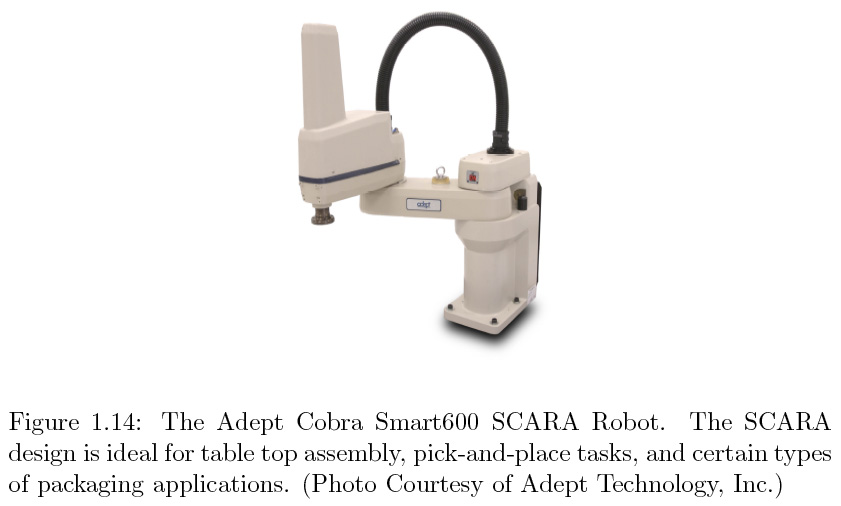 adept
Figure 1.14: The Adept Cobra Smart600 SCARA Robot. The SCARA
design is ideal for table top assembly, pick-and-place tasks, and certain types
of packaging applications. (Photo Courtesy of Adept Technology, Inc.)